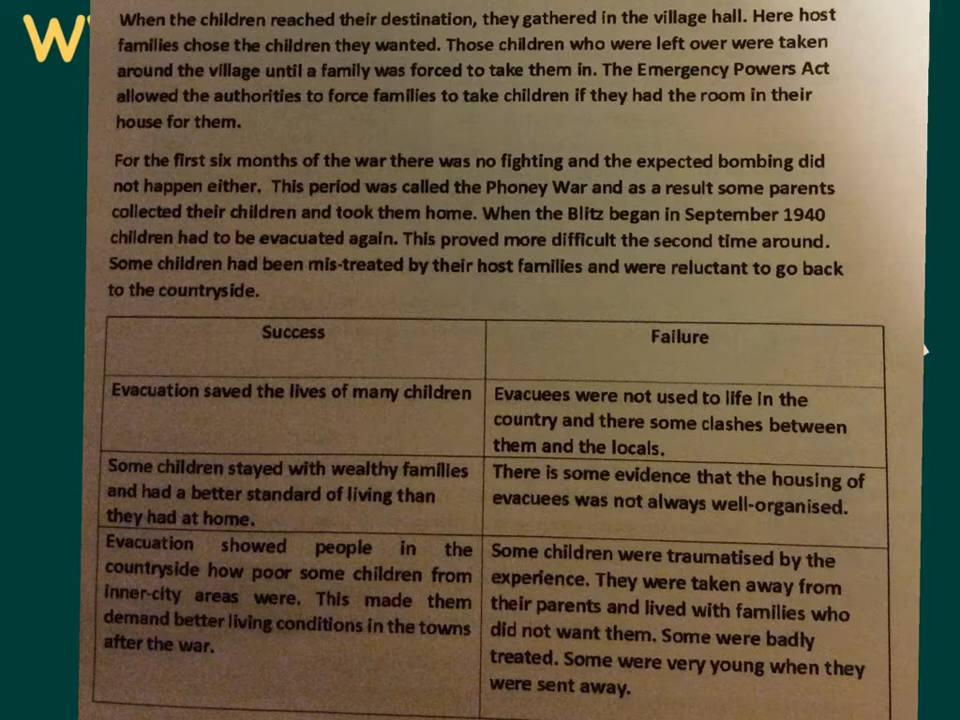 When the children reached their destination, they gathered in the village hall. Here host
families chose the children they wanted. Those children who were left over were taken
around the village until a family was forced to take them in. The Emergency Powers Act
allowed the authorities to force families to take children if they had the room in their
house for them.
For the first six months of the war there was no fighting and the expected bombing did
not happen either. This period was called the Phoney War and as a result some parents
collected their children and took them home. When the Blitz began in September 1940
children had to be evacuated again. This proved more difficult the second time around.
Some children had been mis-treated by their host families and were reluctant to go back
to the countryside.
Success
Failure
Evacuation saved the lives of many children
Evacuees were not used to life in the
country and there some clashes between
them and the locals.
Some children stayed with wealthy families
and had a better standard of living than
they had at home.
There is some evidence that the housing of
evacuees was not always well-organised.
Evacuation showed people in the
countryside how poor some children from
inner-city areas were. This made them
demand better living conditions in the towns
after the war.
Some children were traumatised by the
experience. They were taken away from
their parents and lived with families who
did not want them. Some were badly
treated. Some were very young when they
were sent away.